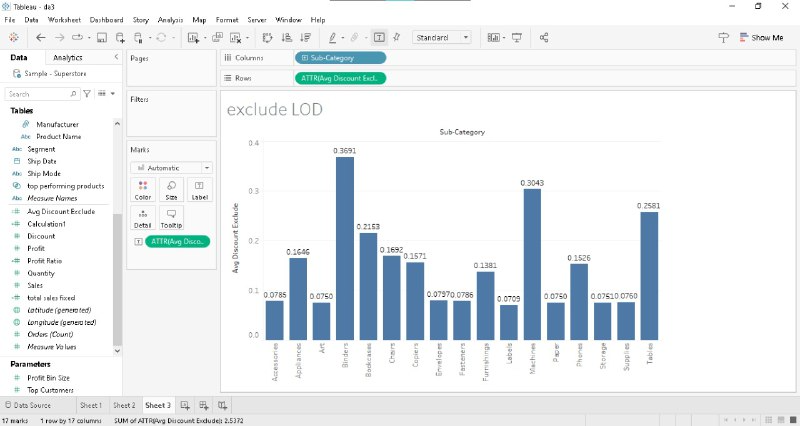 Tableau - da3
File Data Worksheet Dashboard Story Analysis Map Format Server Window Help
Standard
Show Me
Data Analytics
Sample - Superstore
Search
Tables
Manufacturer
Abc Product Name
Abc Segment
Ship Date
Abc Ship Mode
top performing products
Abc Measure Names
Avg Discount Exclude
Calculation1
Discount
Profit
Profit Ratio
Quantity
Sales
total sales fixed
Latitude (generated)
Longitude (generated)
Orders (Count)
Measure Values
Parameters
Profit Bin Size
Top Customers
Pages
Filters
Marks
Automatic
Color Size Label
Detail Tooltip
ATTR(Avg Disco..
Columns Sub-Category
Rows ATTR(Avg Discount Excl..
exclude LOD
Sub-Category
Avg Discount Exclude
0.4
0.3
0.2
0.1
0.0
0.0785 0.1646 0.0750 0.3691 0.2153 0.1692 0.1571 0.0797 0.0786 0.1381 0.0709 0.3043 0.0750 0.1526 0.0751 0.0760 0.2581
Accessories Appliances Art Binders Bookcases Chairs Copiers Envelopes Fasteners Furnishings Labels Machines Paper Phones Storage Supplies Tables
Data Source Sheet 1 Sheet 2 Sheet 3
17 marks 1 row by 17 columns SUM of ATTR(Avg Discount Exclude): 2.5372